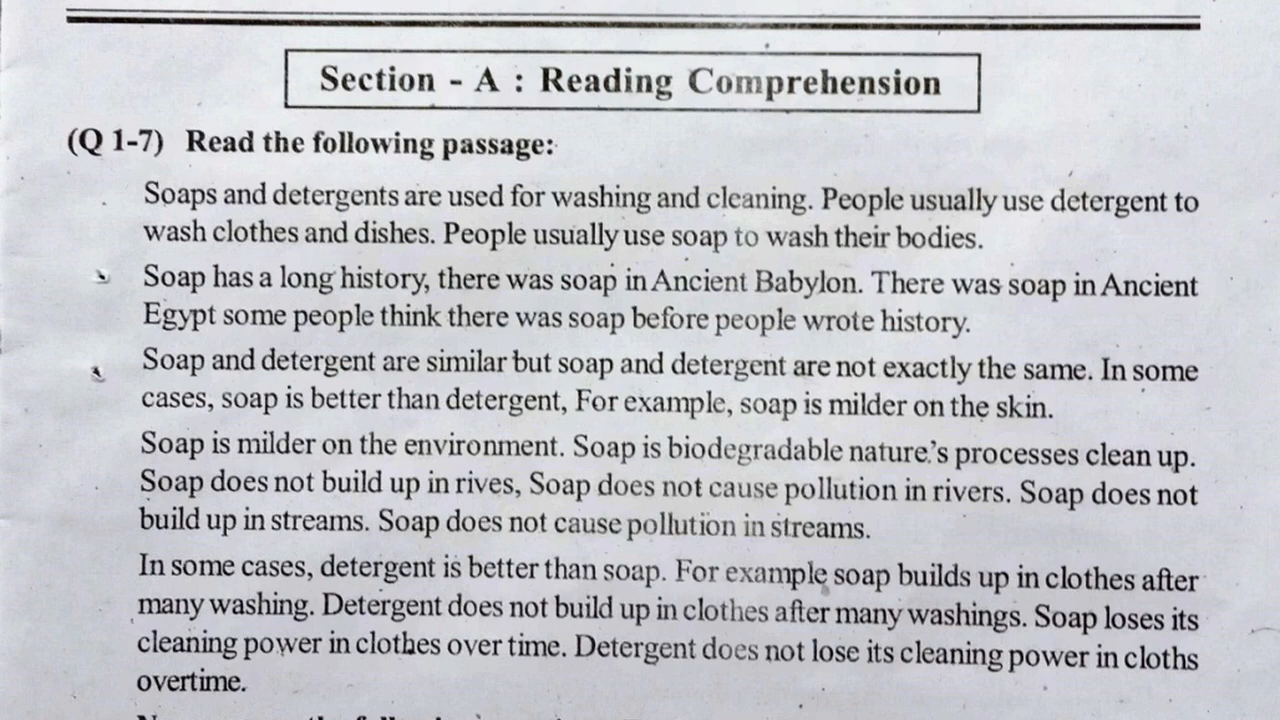 Section - A : Reading Comprehension
(Q 1-7) Read the following passage:
Soaps and detergents are used for washing and cleaning. People usually use detergent to
wash clothes and dishes. People usually use soap to wash their bodies.
Soap has a long history, there was soap in Ancient Babylon. There was soap in Ancient
Egypt some people think there was soap before people wrote history.
Soap and detergent are similar but soap and detergent are not exactly the same. In some
cases, soap is better than detergent, For example, soap is milder on the skin.
Soap is milder on the environment. Soap is biodegradable nature's processes clean up.
Soap does not build up in rives, Soap does not cause pollution in rivers. Soap does not
build up in streams. Soap does not cause pollution in streams.
In some cases, detergent is better than soap. For example soap builds up in clothes after
many washing. Detergent does not build up in clothes after many washings. Soap loses its
cleaning power in clothes over time. Detergent does not lose its cleaning power in cloths
overtime.